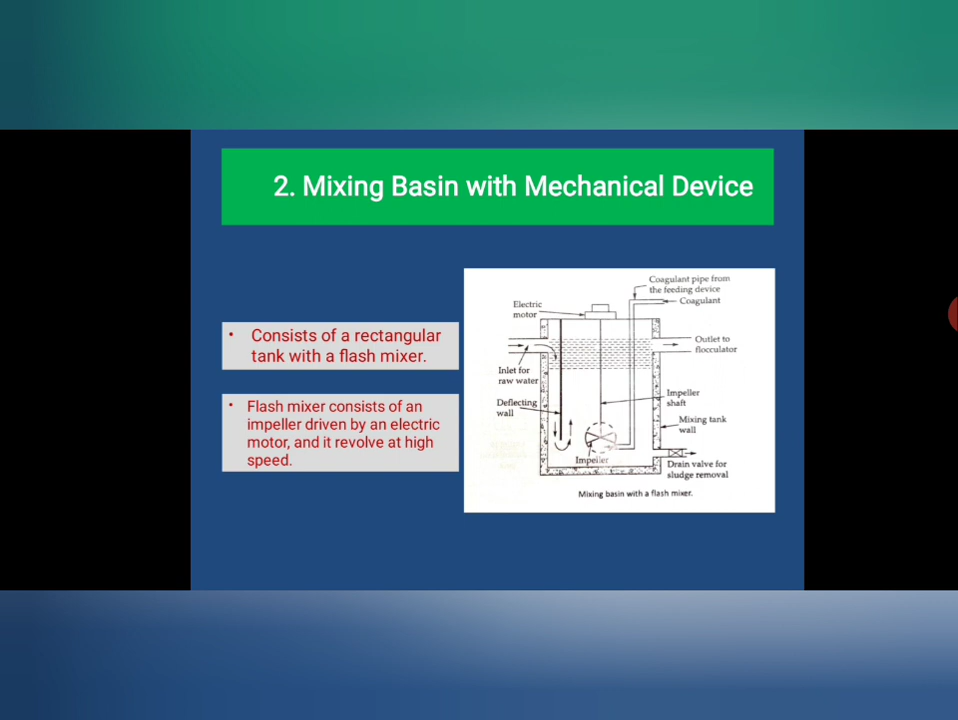 2. Mixing Basin with Mechanical Device
• Consists of a rectangular
tank with a flash mixer.
• Flash mixer consists of an
impeller driven by an electric
motor, and it revolve at high
speed.
Coagulant pipe from
the feeding device
Coagulant
Electric
motor
Outlet to
flocculator
Inlet for
raw water
Impeller
shaft
Deflecting
wall
Mixing tank
wall
Impeller
Drain valve for
sludge removal
Mixing basin with a flash mixer.